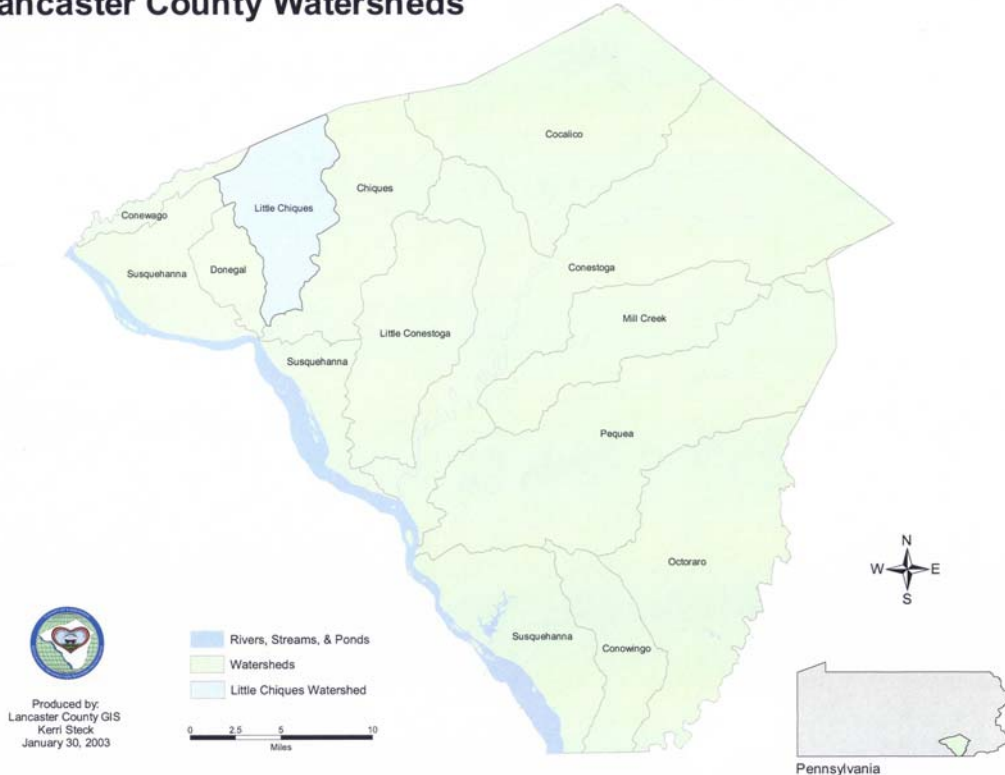 ancaster County Watersheds
Cocalico
Chiques
Little Chiques
Conewago
Susquehanna
Donegal
Conestoga
Mill Creek
Little Conestoga
Susquehanna
Pequea
Octoraro
Susquehanna
Conowingo
N
W E
S
Rivers, Streams, & Ponds
Watersheds
Little Chiques Watershed
Produced by:
Lancaster County GIS
Kerri Steck
January 30, 2003
0 2.5 5 10
Miles
Pennsylvania